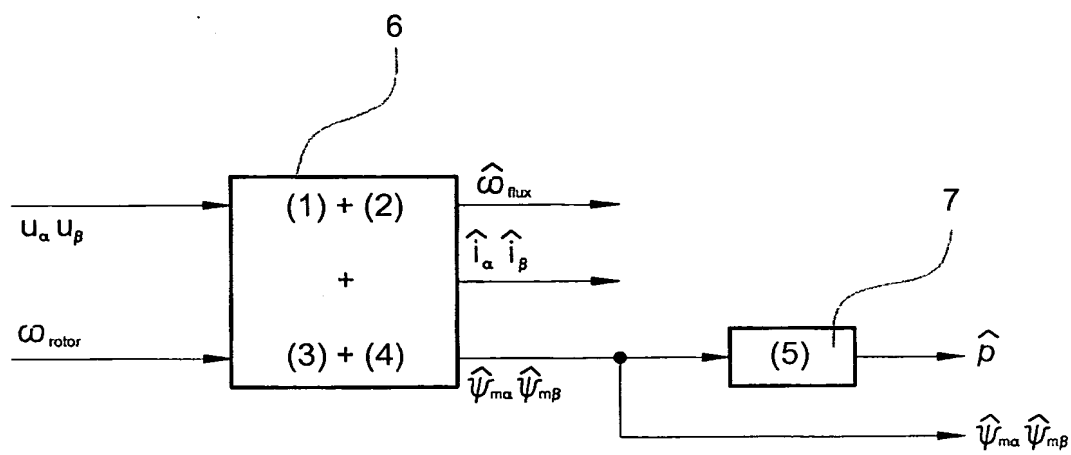 6
(1) + (2)
+
(3) + (4)
u_α u_β
ω_rotor
ω̂_flux
î_α î_β
ψ̂_mα ψ̂_mβ
7
(5)
p̂
ψ̂_mα ψ̂_mβ